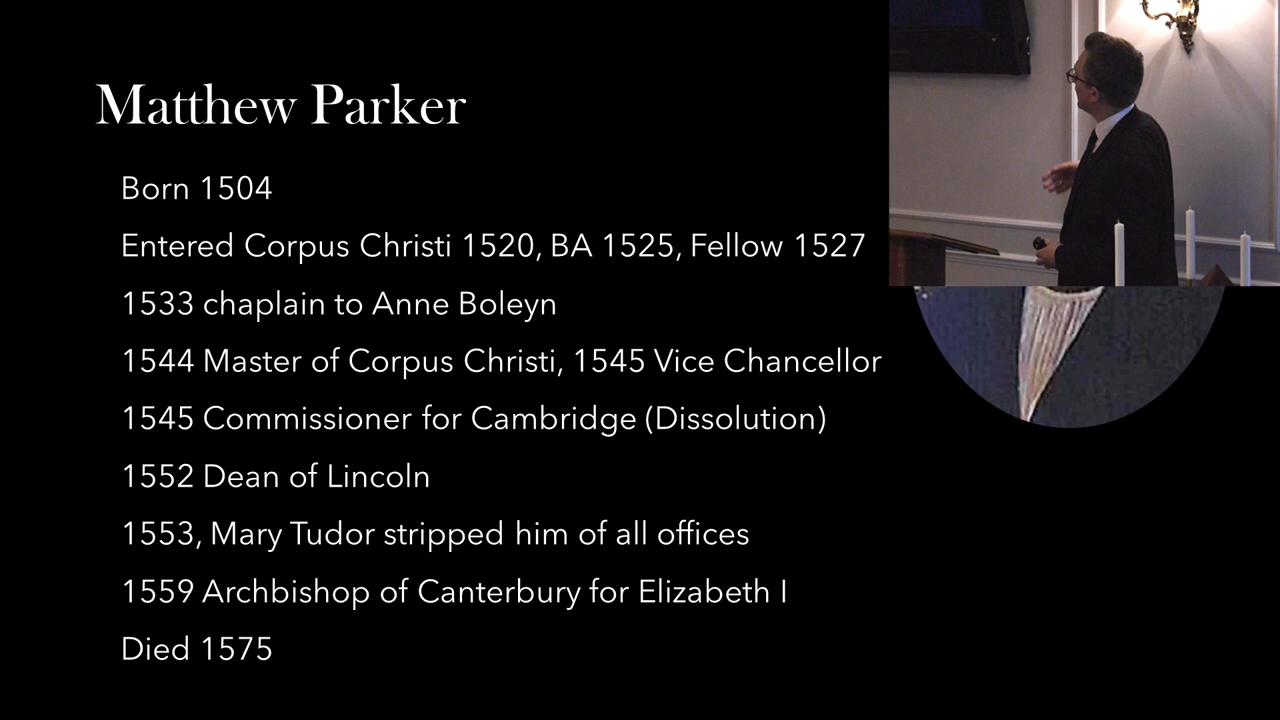 Matthew Parker
Born 1504
Entered Corpus Christi 1520, BA 1525, Fellow 1527
1533 chaplain to Anne Boleyn
1544 Master of Corpus Christi, 1545 Vice Chancellor
1545 Commissioner for Cambridge (Dissolution)
1552 Dean of Lincoln
1553, Mary Tudor stripped him of all offices
1559 Archbishop of Canterbury for Elizabeth I
Died 1575